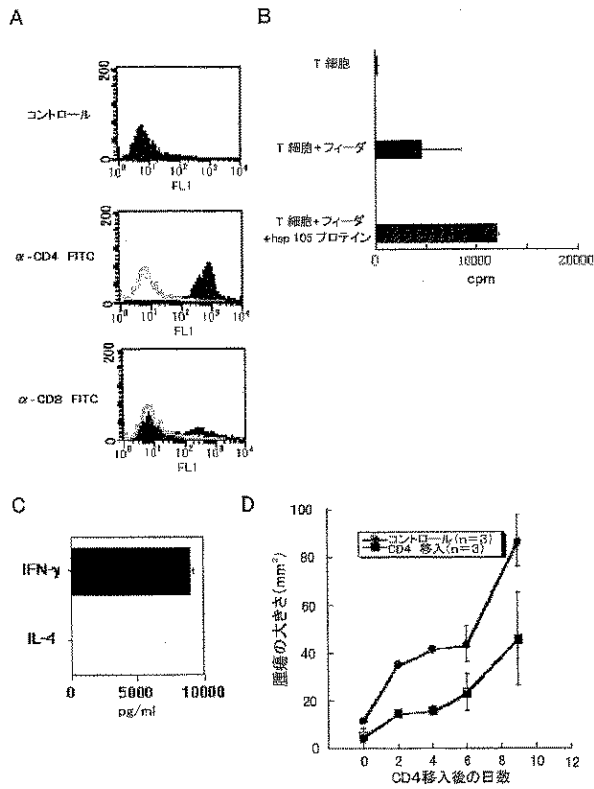 A
コントロール
200
0
10⁰ 10¹ 10² 10³ 10⁴
FL1
α-CD4 FITC
200
0
10⁰ 10¹ 10² 10³ 10⁴
FL1
α-CD8 FITC
200
0
10⁰ 10¹ 10² 10³ 10⁴
FL1
B
T 細胞
T 細胞+フィーダ
T 細胞+フィーダ
+hsp 105 プロテイン
0 10000 20000
cpm
C
IFN-γ
IL-4
0 5000 10000
pg/ml
D
腫瘍の大きさ(mm²)
100
80
60
40
20
0
コントロール(n=3)
CD4 移入(n=3)
0 2 4 6 8 10 12
CD4移入後の日数